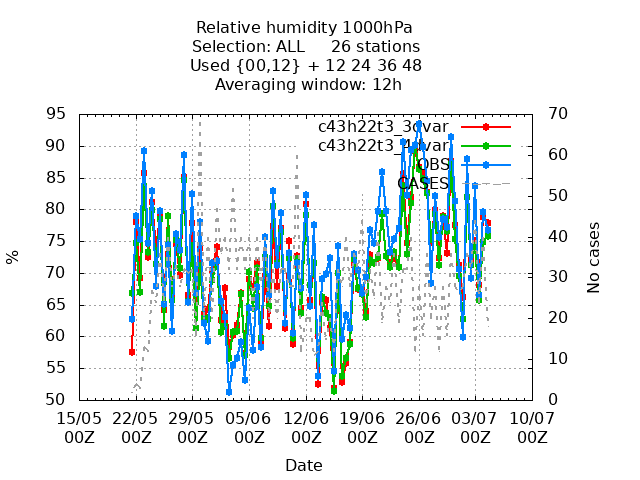 Relative humidity 1000hPa
Selection: ALL 26 stations
Used {00,12} + 12 24 36 48
Averaging window: 12h
95 70
c43h22t3_3dvar
90
c43h22t3_4dvar
60
85
OBS
CASES
80 50
75 40
70
65 30
60 20
55 10
50 0
%
No cases
15/05 22/05 29/05 05/06 12/06 19/06 26/06 03/07 10/07
00Z 00Z 00Z 00Z 00Z 00Z 00Z 00Z 00Z
Date